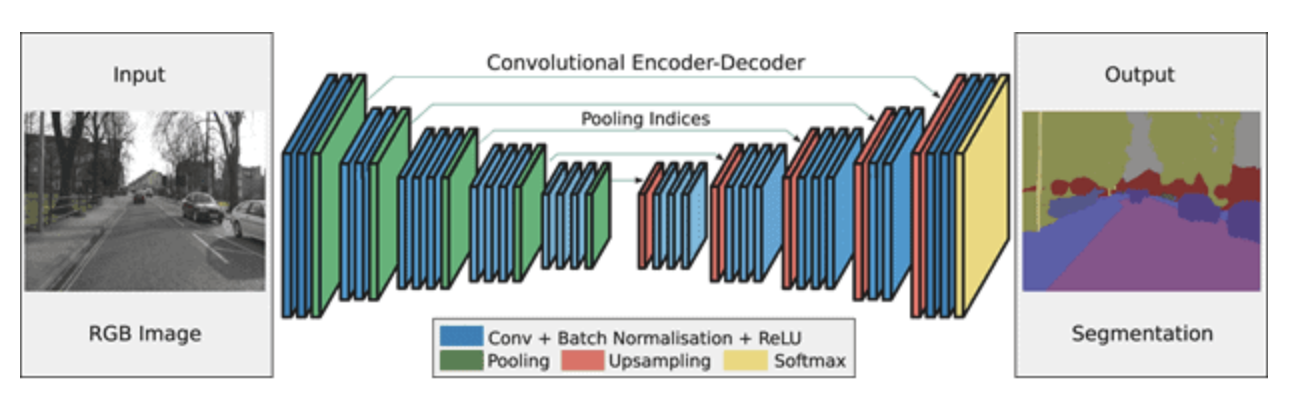 Input
RGB Image
Convolutional Encoder-Decoder
Pooling Indices
Conv + Batch Normalisation + ReLU
Pooling Upsampling Softmax
Output
Segmentation